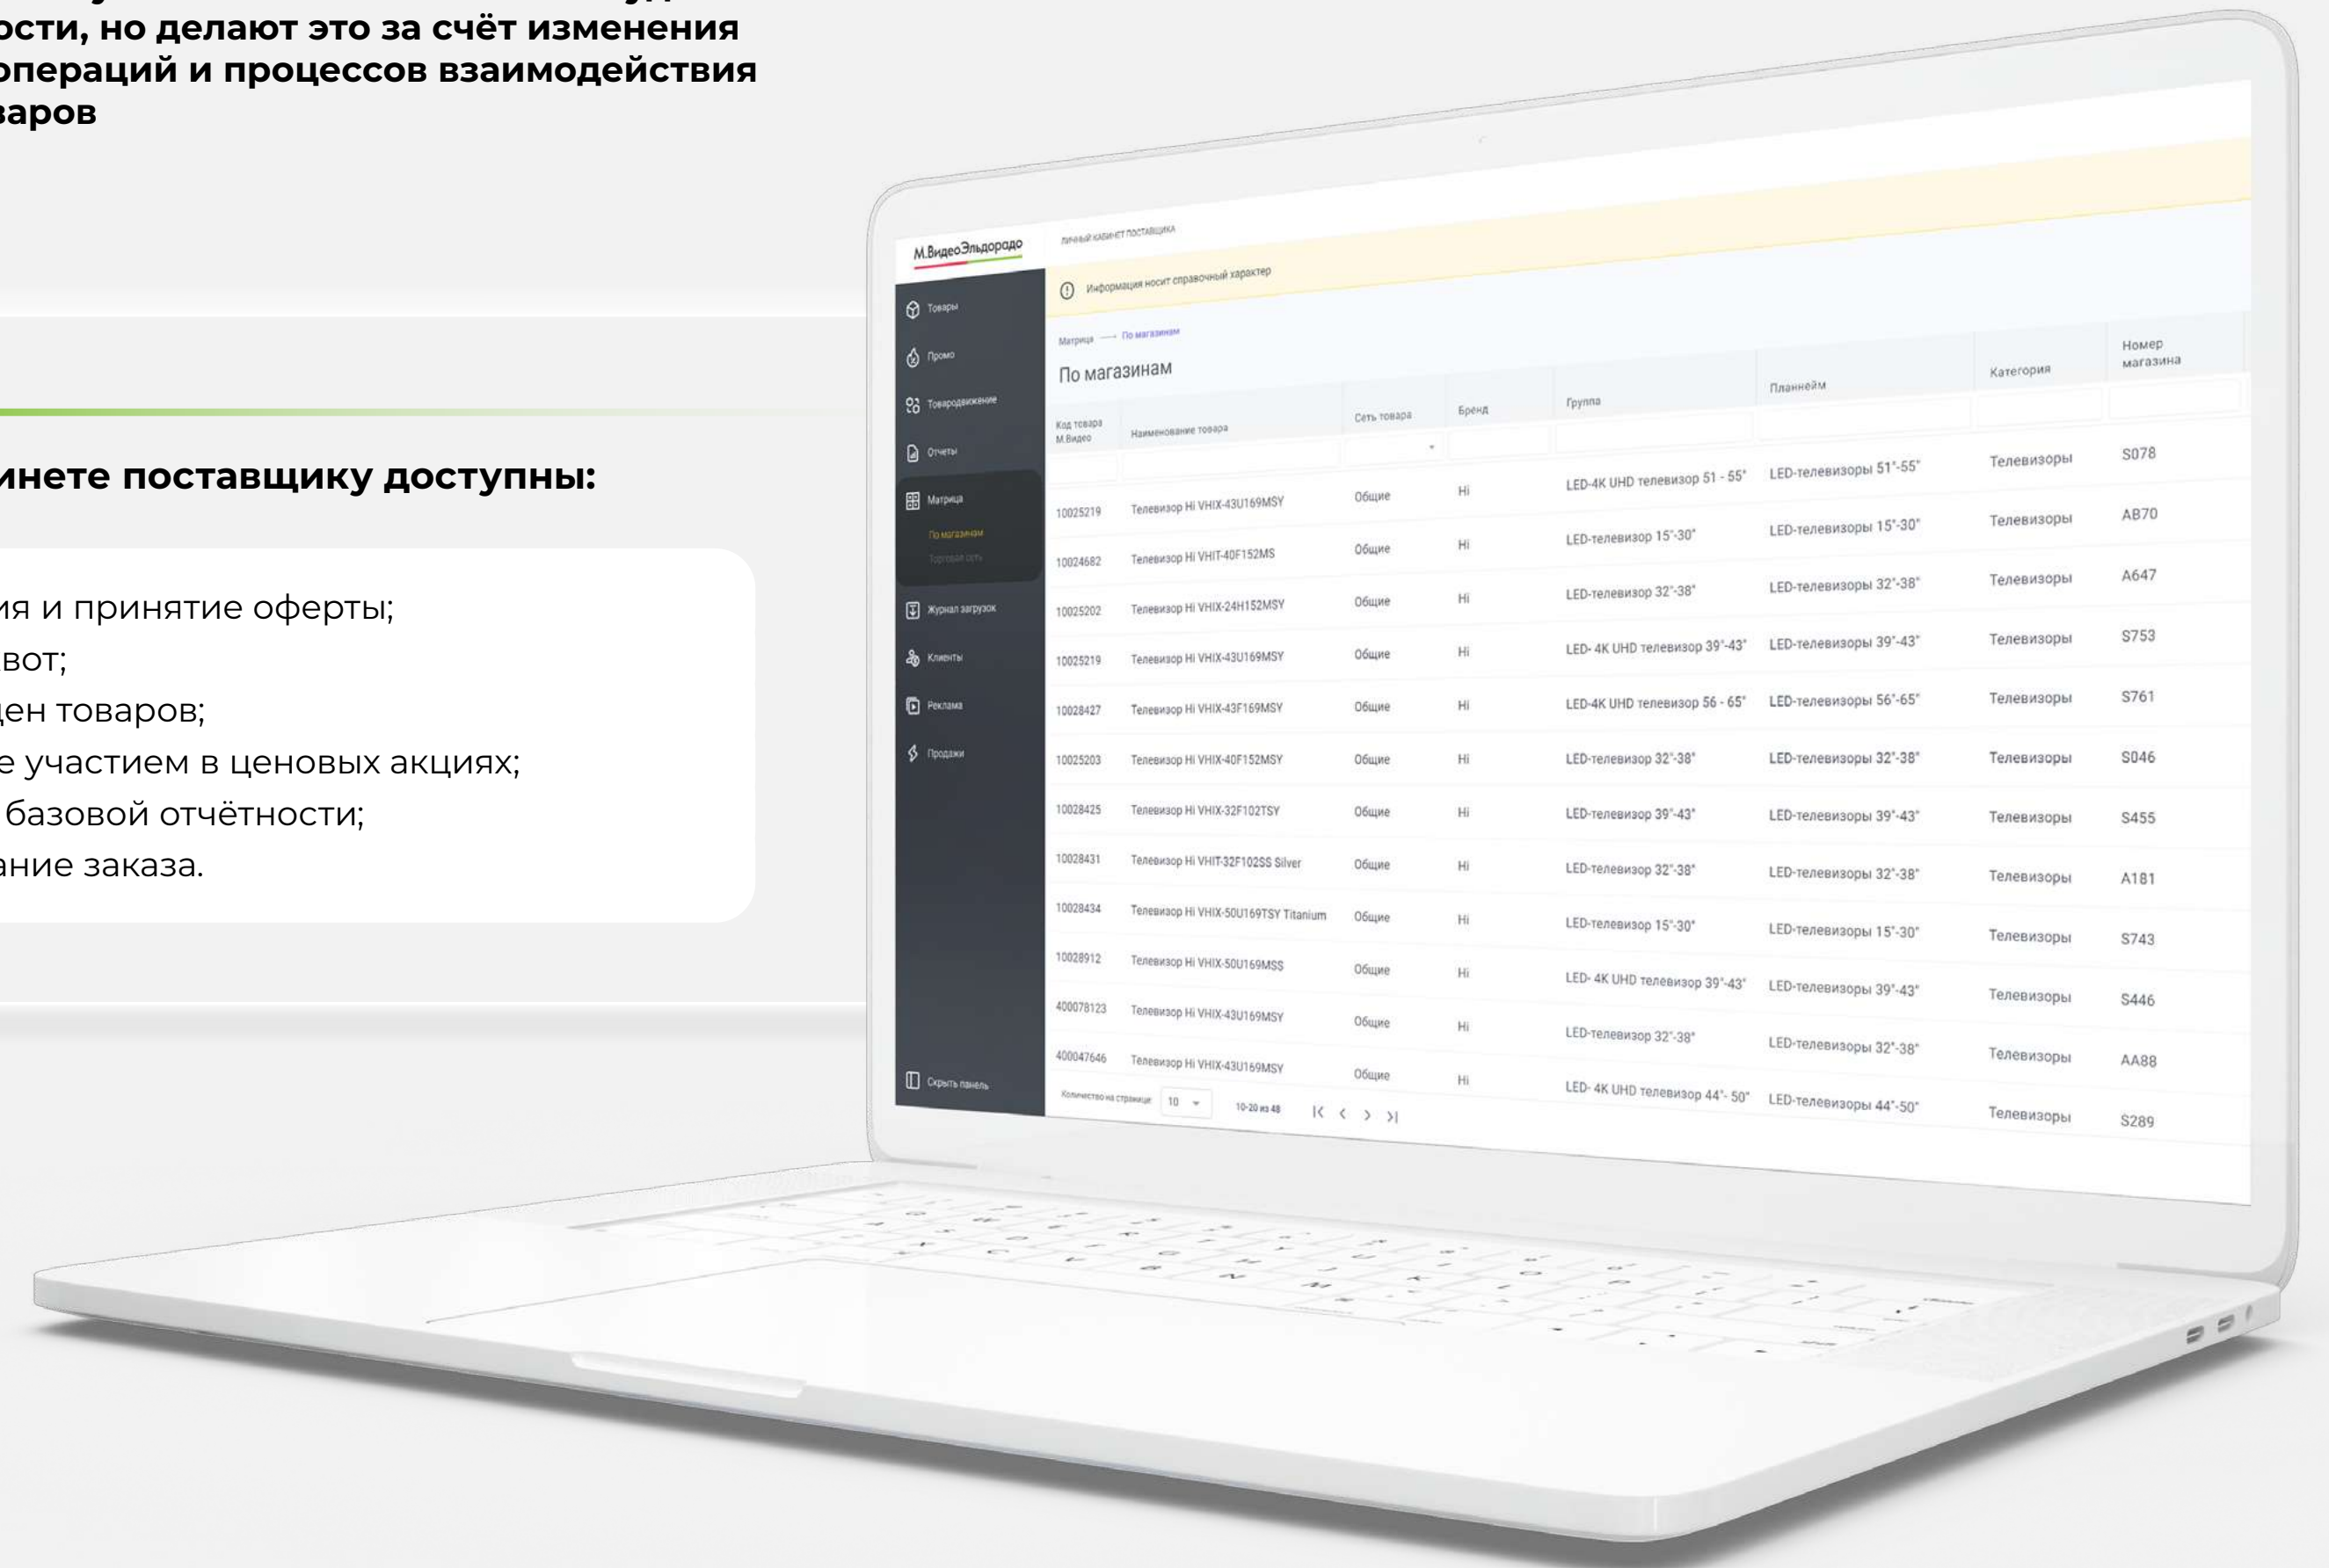 ости, но делают это за счёт изменения
операций и процессов взаимодействия
варов
инете поставщику доступны:
ия и принятие оферты;
вот;
цен товаров;
е участием в ценовых акциях;
базовой отчётности;
ание заказа.
М.ВидеоЭльдорадо
ЛИЧНЫЙ КАБИНЕТ ПОСТАВЩИКА
Информация носит справочный характер
Товары
Промо
Товародвижение
Отчеты
Матрица
По магазинам
Торговая сеть
Журнал загрузок
Клиенты
Реклама
Продажи
Скрыть панель
Матрица — По магазинам
По магазинам
Код товара М.Видео Наименование товара Сеть товара Бренд Группа Планнейм Категория Номер магазина
10025219 Телевизор Hi VHIX-43U169MSY Общие Hi LED-4K UHD телевизор 51 - 55" LED-телевизоры 51"-55" Телевизоры S078
10024682 Телевизор Hi VHIT-40F152MS Общие Hi LED-телевизор 15"-30" LED-телевизоры 15"-30" Телевизоры AB70
10025202 Телевизор Hi VHIX-24H152MSY Общие Hi LED-телевизор 32"-38" LED-телевизоры 32"-38" Телевизоры A647
10025219 Телевизор Hi VHIX-43U169MSY Общие Hi LED- 4K UHD телевизор 39"-43" LED-телевизоры 39"-43" Телевизоры S753
10028427 Телевизор Hi VHIX-43F169MSY Общие Hi LED-4K UHD телевизор 56 - 65" LED-телевизоры 56"-65" Телевизоры S761
10025203 Телевизор Hi VHIX-40F152MSY Общие Hi LED-телевизор 32"-38" LED-телевизоры 32"-38" Телевизоры S046
10028425 Телевизор Hi VHIX-32F102TSY Общие Hi LED-телевизор 39"-43" LED-телевизоры 39"-43" Телевизоры S455
10028431 Телевизор Hi VHIT-32F102SS Silver Общие Hi LED-телевизор 32"-38" LED-телевизоры 32"-38" Телевизоры A181
10028434 Телевизор Hi VHIX-50U169TSY Titanium Общие Hi LED-телевизор 15"-30" LED-телевизоры 15"-30" Телевизоры S743
10028912 Телевизор Hi VHIX-50U169MSS Общие Hi LED- 4K UHD телевизор 39"-43" LED-телевизоры 39"-43" Телевизоры S446
400078123 Телевизор Hi VHIX-43U169MSY Общие Hi LED-телевизор 32"-38" LED-телевизоры 32"-38" Телевизоры AA88
400047646 Телевизор Hi VHIX-43U169MSY Общие Hi LED- 4K UHD телевизор 44"- 50" LED-телевизоры 44"-50" Телевизоры S289
Количество на странице: 10 10-20 из 48